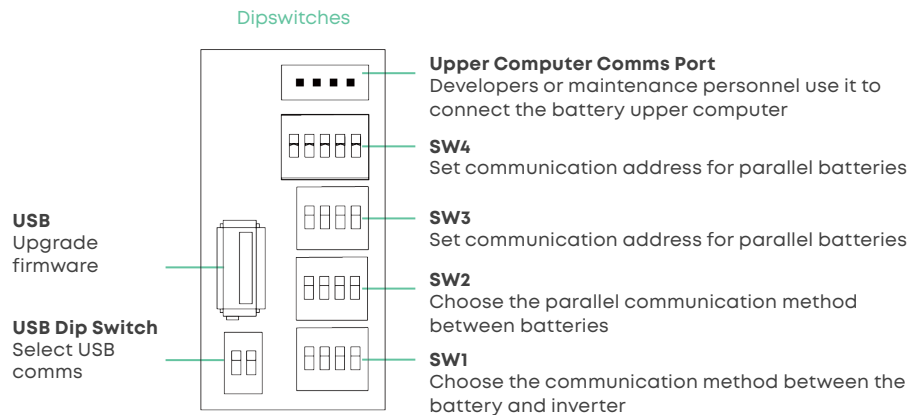 Dipswitches
Upper Computer Comms Port
Developers or maintenance personnel use it to
connect the battery upper computer
SW4
Set communication address for parallel batteries
SW3
Set communication address for parallel batteries
SW2
Choose the parallel communication method
between batteries
SW1
Choose the communication method between the
battery and inverter
USB
Upgrade
firmware
USB Dip Switch
Select USB
comms